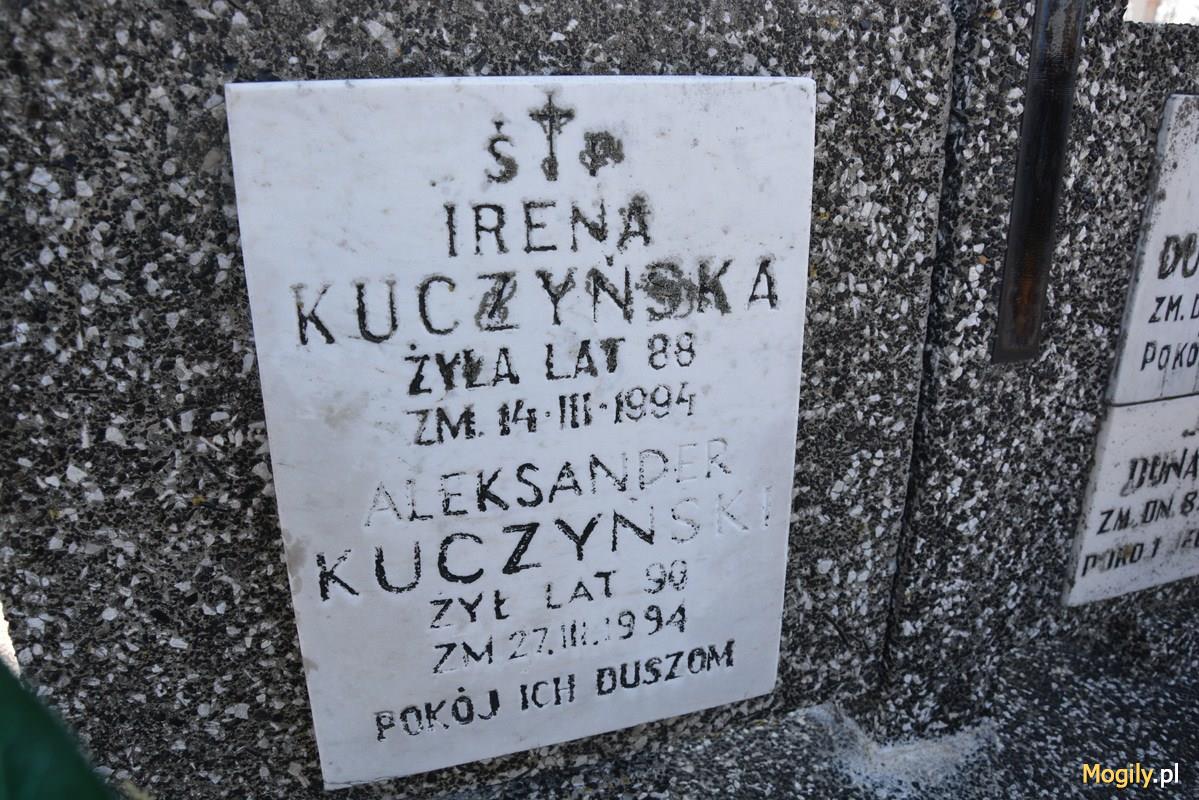 Ś P
IRENA
KUCZYŃSKA
ŻYŁA LAT 88
ZM. 14·III·1994
ALEKSANDER
KUCZYŃSKI
ŻYŁ LAT 90
ZM 27.III.1994
POKÓJ ICH DUSZOM
ZM.
ZM. DN. 8
Mogily.pl